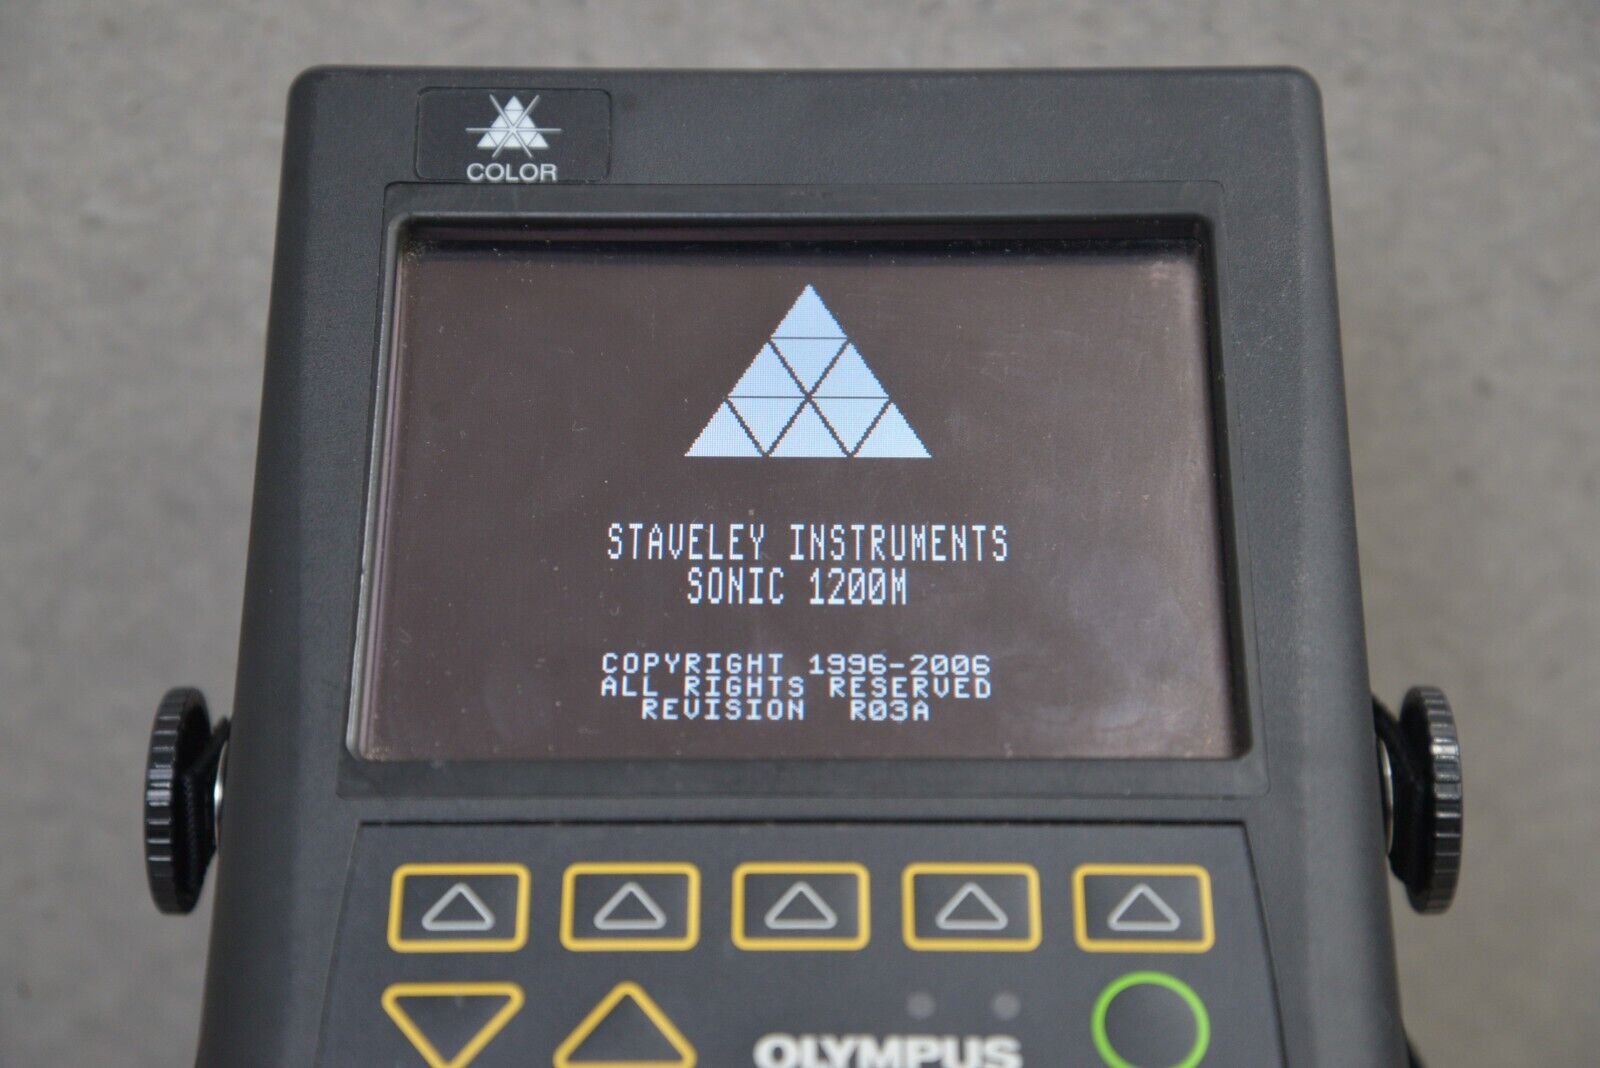 COLOR
STAVELEY INSTRUMENTS
SONIC 1200M
COPYRIGHT 1996-2006
ALL RIGHTS RESERVED
REVISION R03A
OLYMPUS